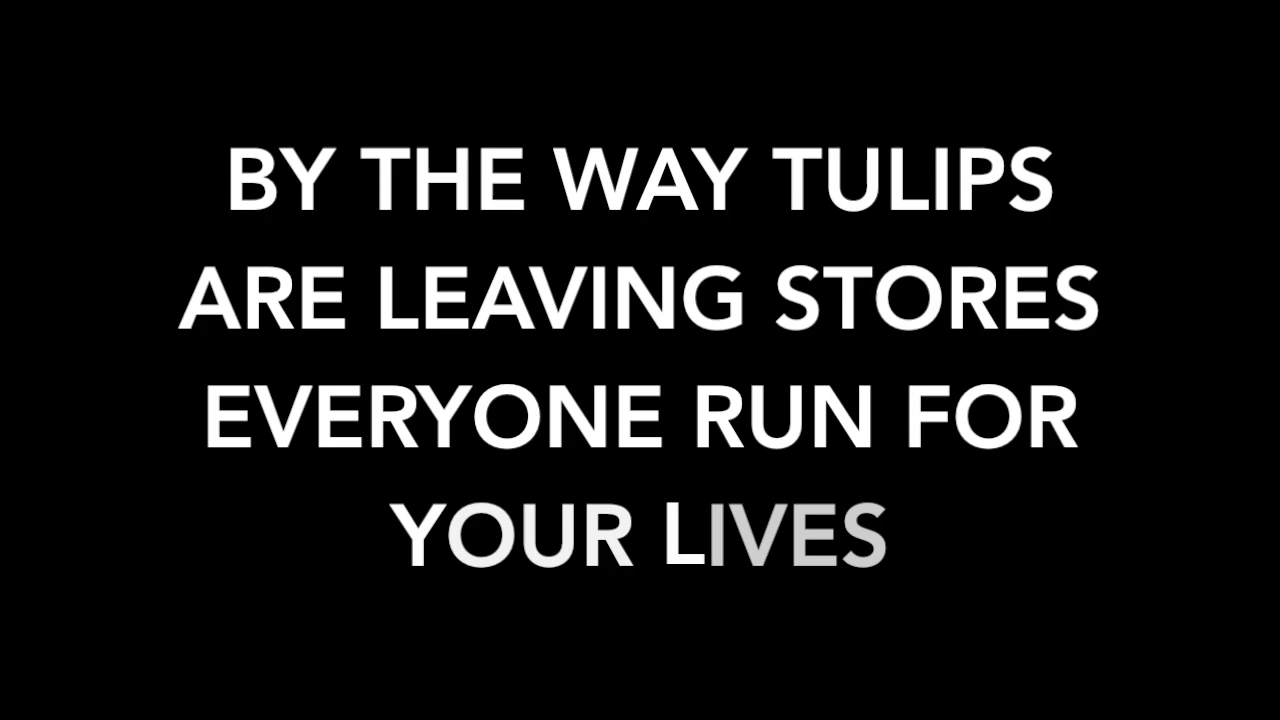 BY THE WAY TULIPS
ARE LEAVING STORES
EVERYONE RUN FOR
YOUR LIVES